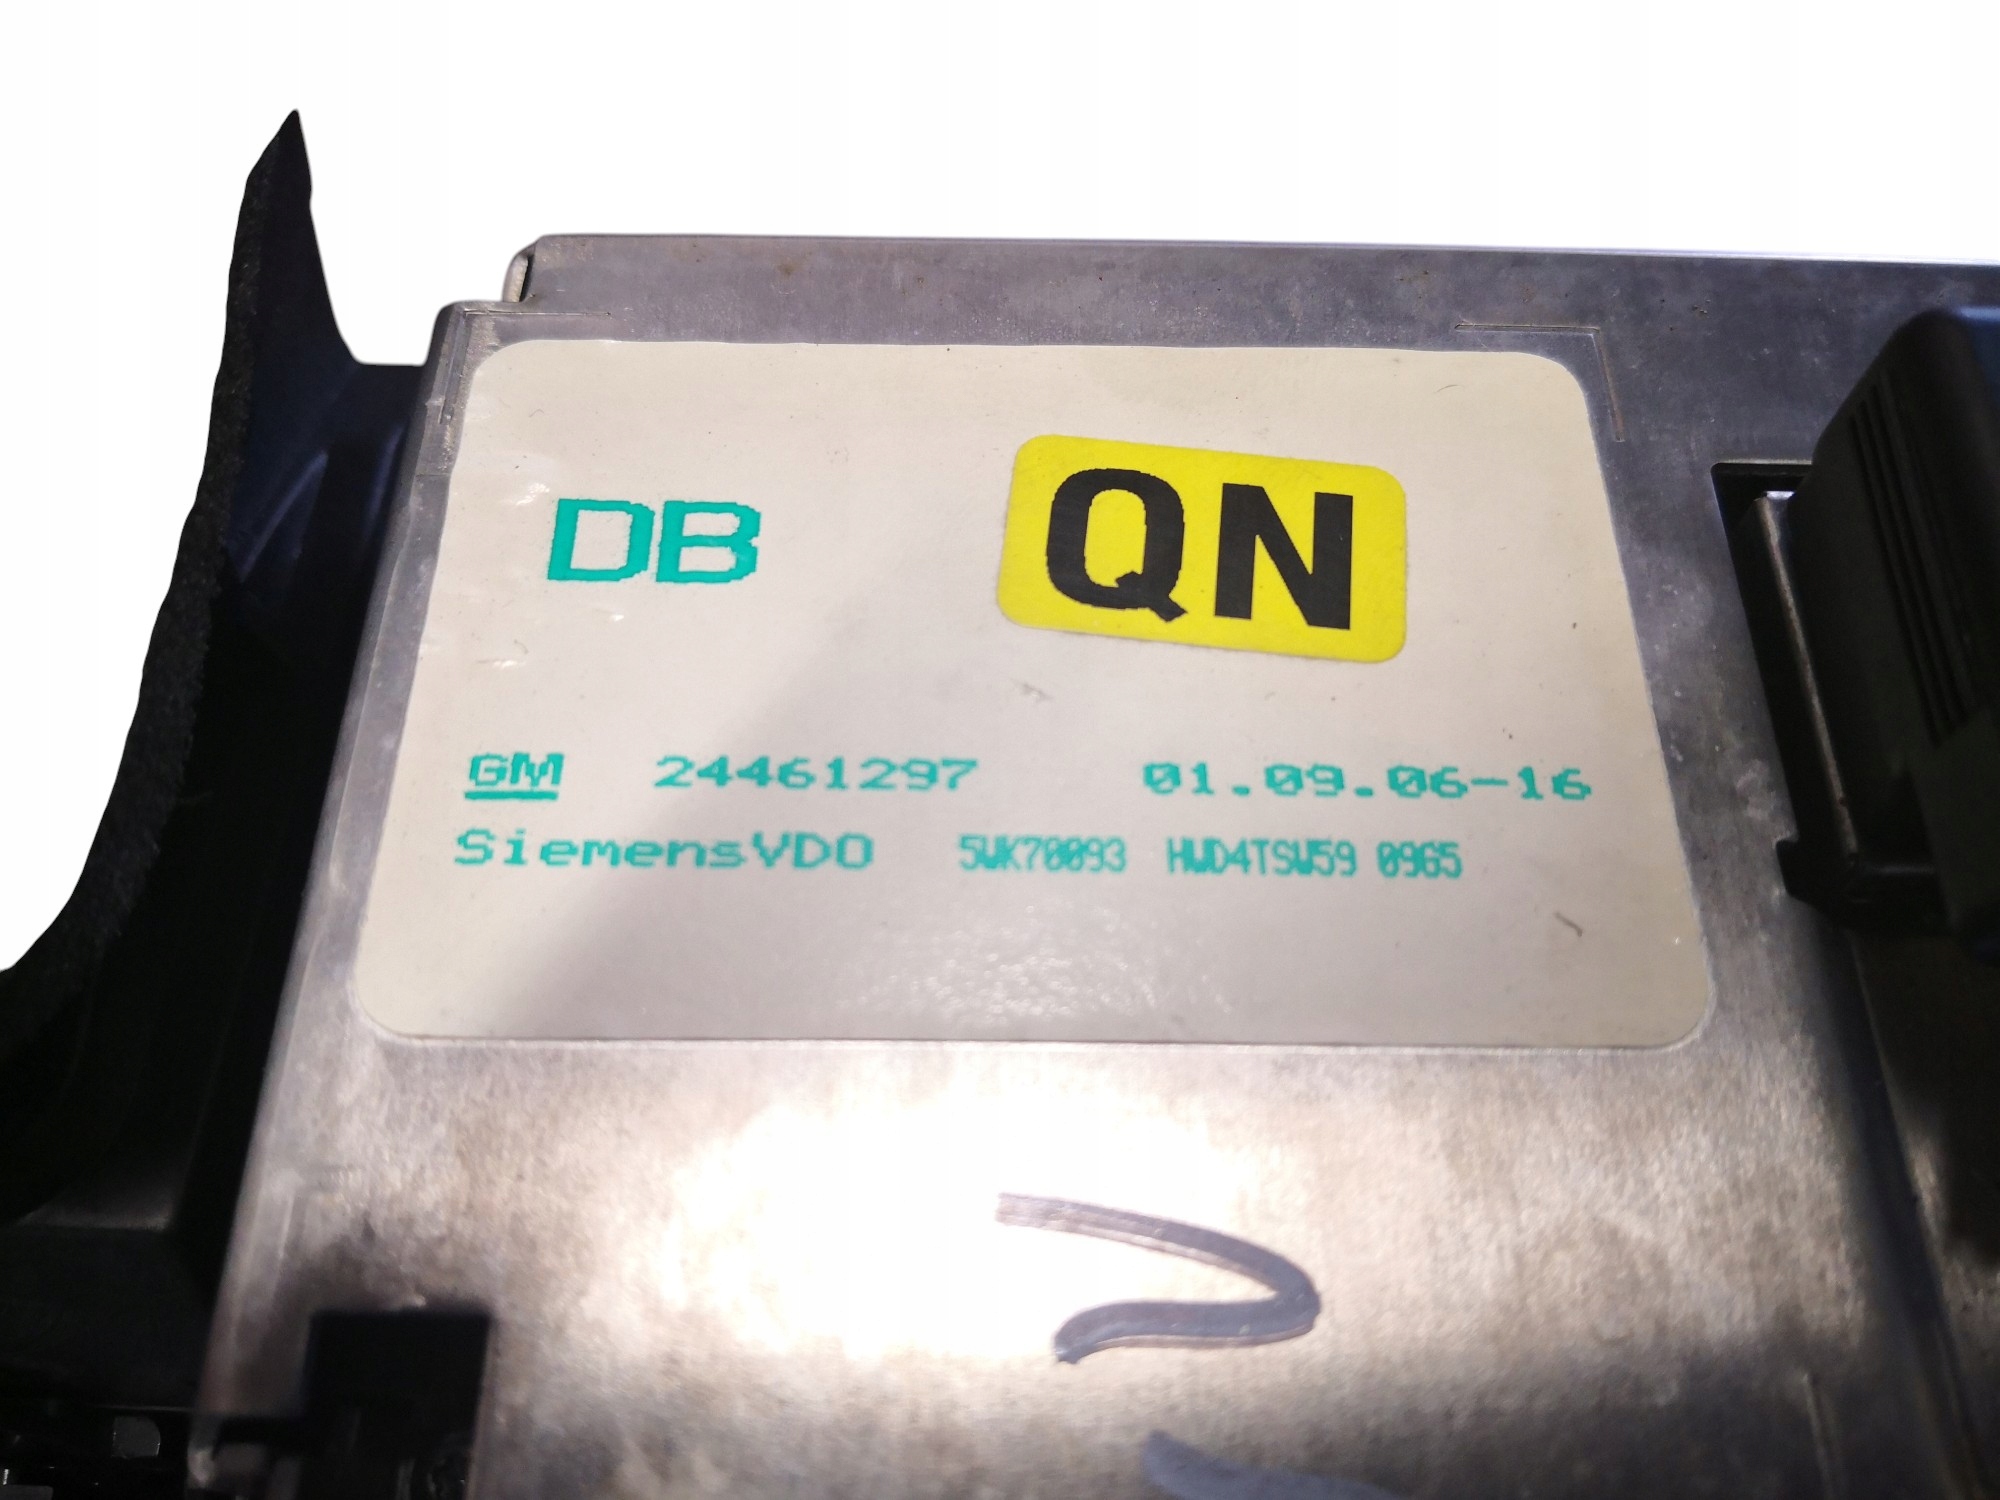 DB QN
GM 24461297 01.09.06-16
SiemensVDO 5WK70093 HWD4TSW59 0965